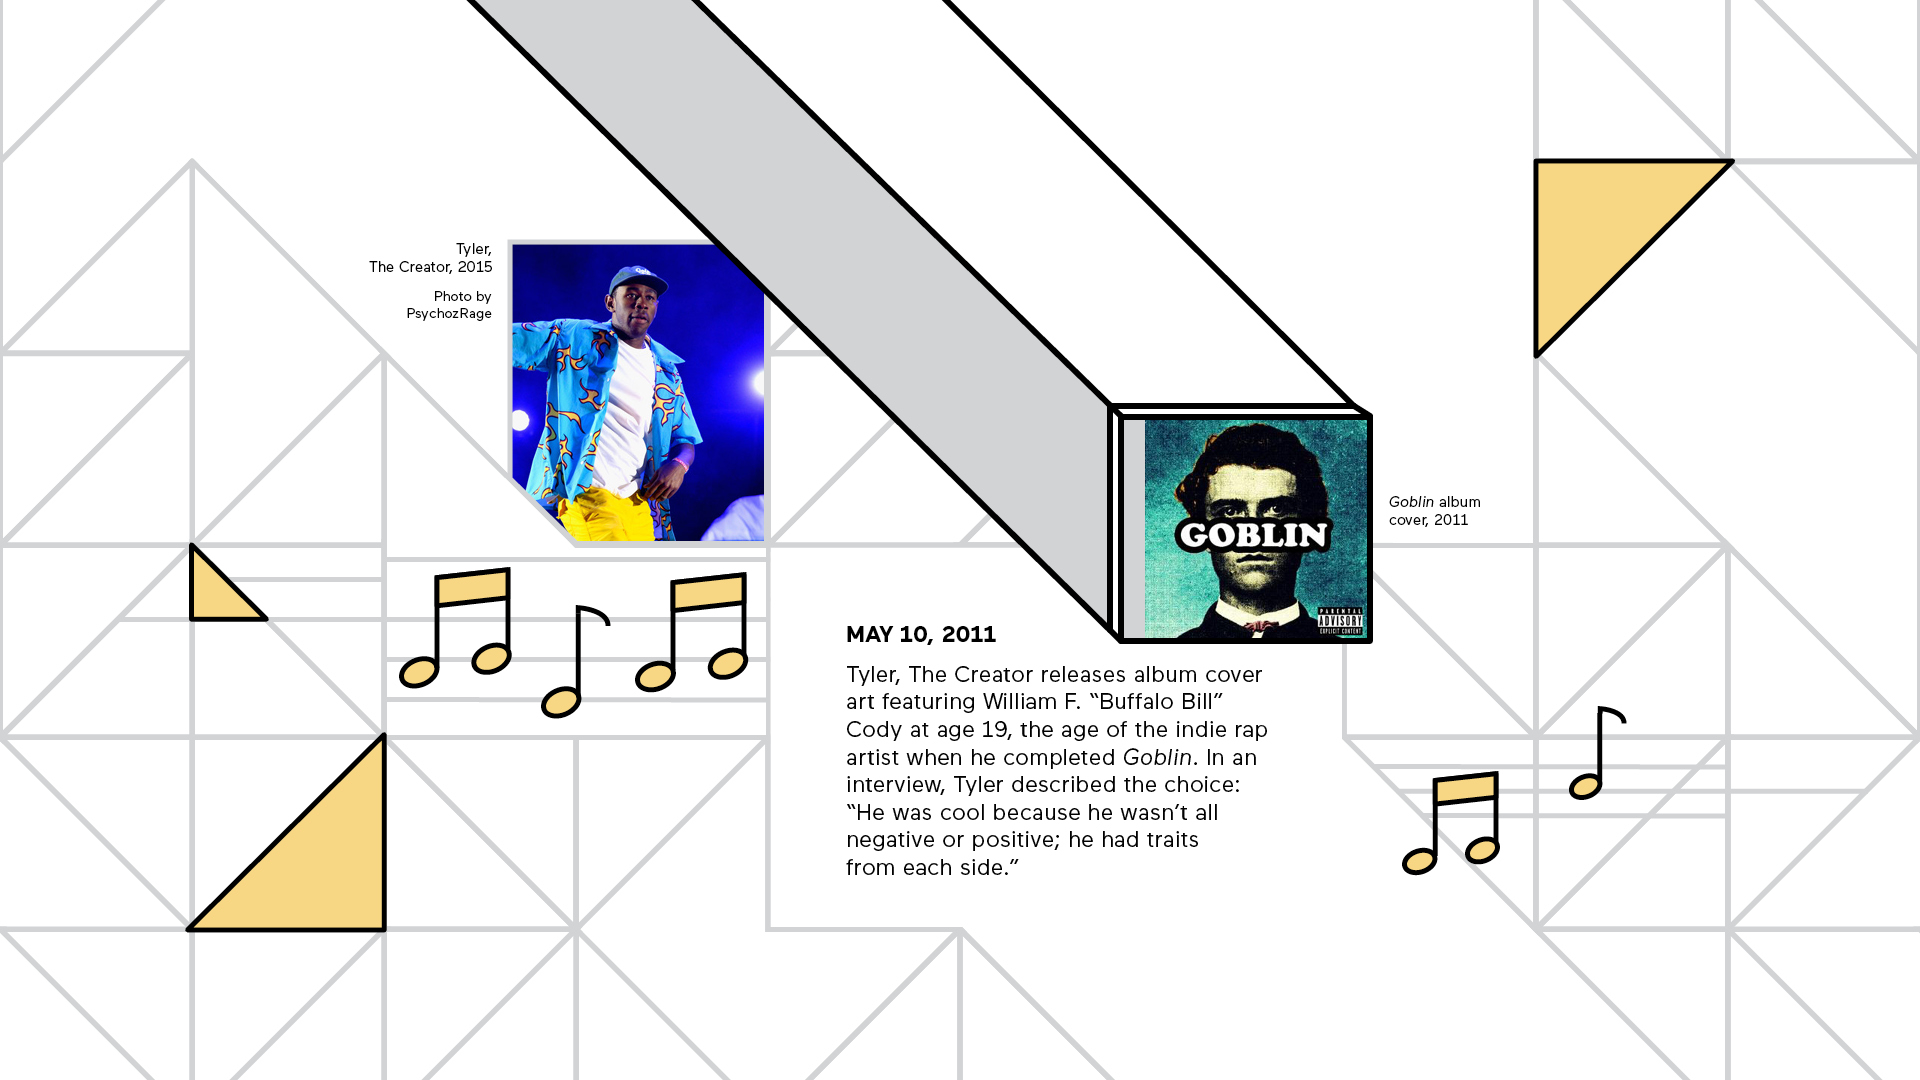 Tyler,
The Creator, 2015
Photo by
PsychozRage
GOBLIN
PARENTAL
ADVISORY
EXPLICIT CONTENT
Goblin album
cover, 2011
MAY 10, 2011
Tyler, The Creator releases album cover
art featuring William F. “Buffalo Bill”
Cody at age 19, the age of the indie rap
artist when he completed Goblin. In an
interview, Tyler described the choice:
“He was cool because he wasn’t all
negative or positive; he had traits
from each side.”